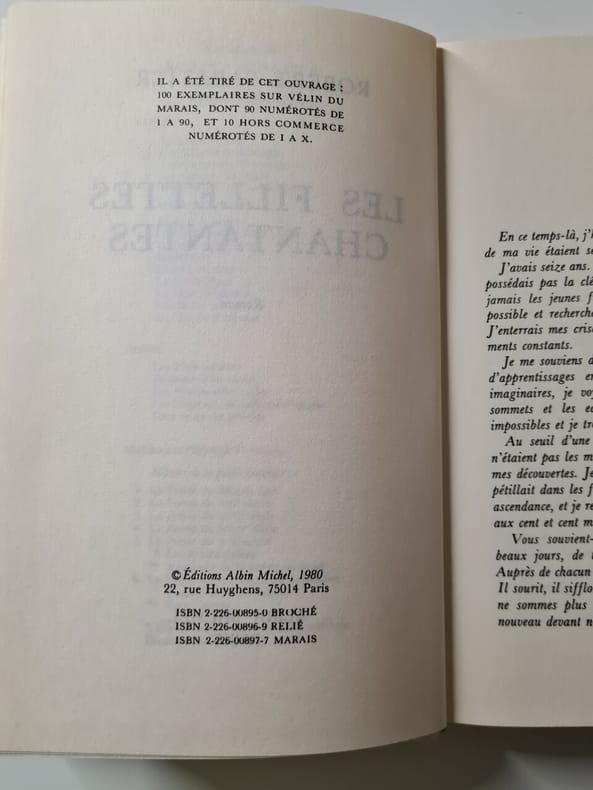 IL A ÉTÉ TIRÉ DE CET OUVRAGE :
100 EXEMPLAIRES SUR VÉLIN DU
MARAIS, DONT 90 NUMÉROTÉS DE
1 A 90, ET 10 HORS COMMERCE
NUMÉROTÉS DE I A X.
LES FILLETTES
CHANTANTES
© Éditions Albin Michel, 1980
22, rue Huyghens, 75014 Paris
ISBN 2-226-00895-0 BROCHÉ
ISBN 2-226-00896-9 RELIÉ
ISBN 2-226-00897-7 MARAIS
En ce temps-là, j'
de ma vie étaient
J'avais seize ans.
possédais pas la clé
jamais les jeunes
possible et recherch
J'enterrais mes cris
ments constants.
Je me souviens
d'apprentissages
imaginaires, je
sommets et les
impossibles et je
Au seuil d'une
n'étaient pas les
mes découvertes. Je
pétillait dans les
ascendance, et je
aux cent et cent
Vous souvient-
beaux jours, de
Auprès de chacun
Il sourit, il sifflo
ne sommes plus
nouveau devant